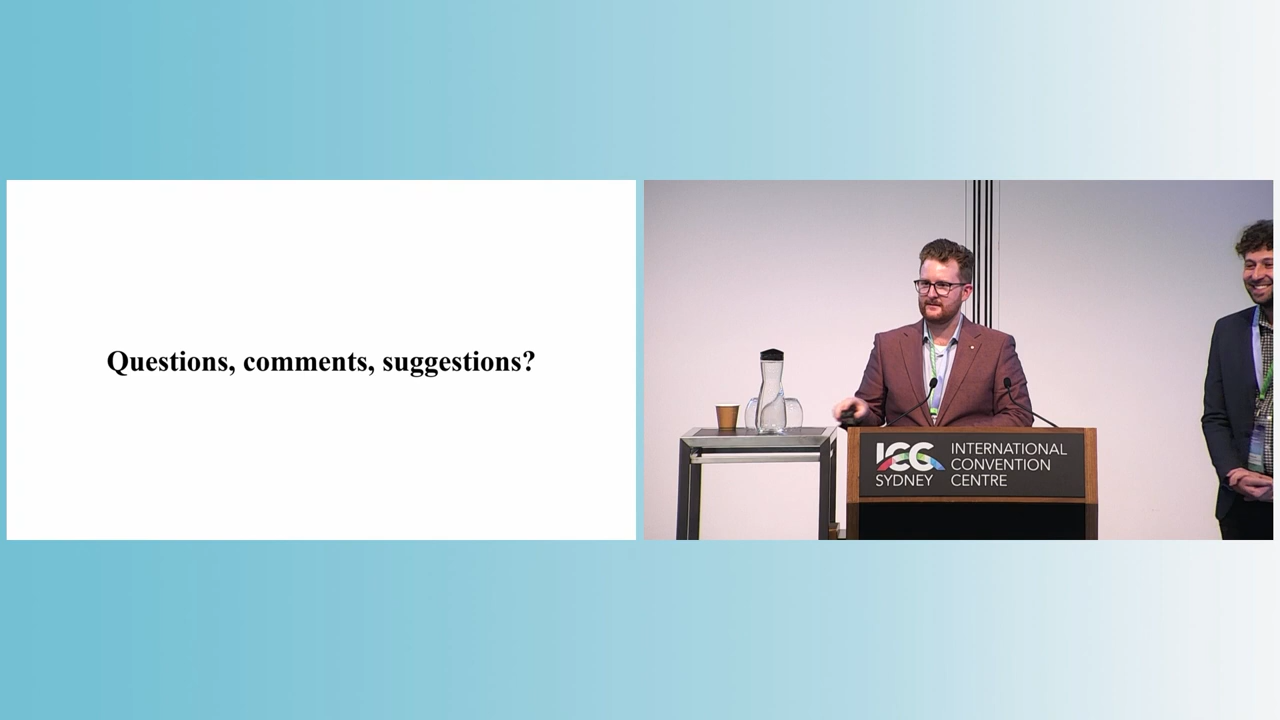 Questions, comments, suggestions?
ICC
SYDNEY
INTERNATIONAL
CONVENTION
CENTRE